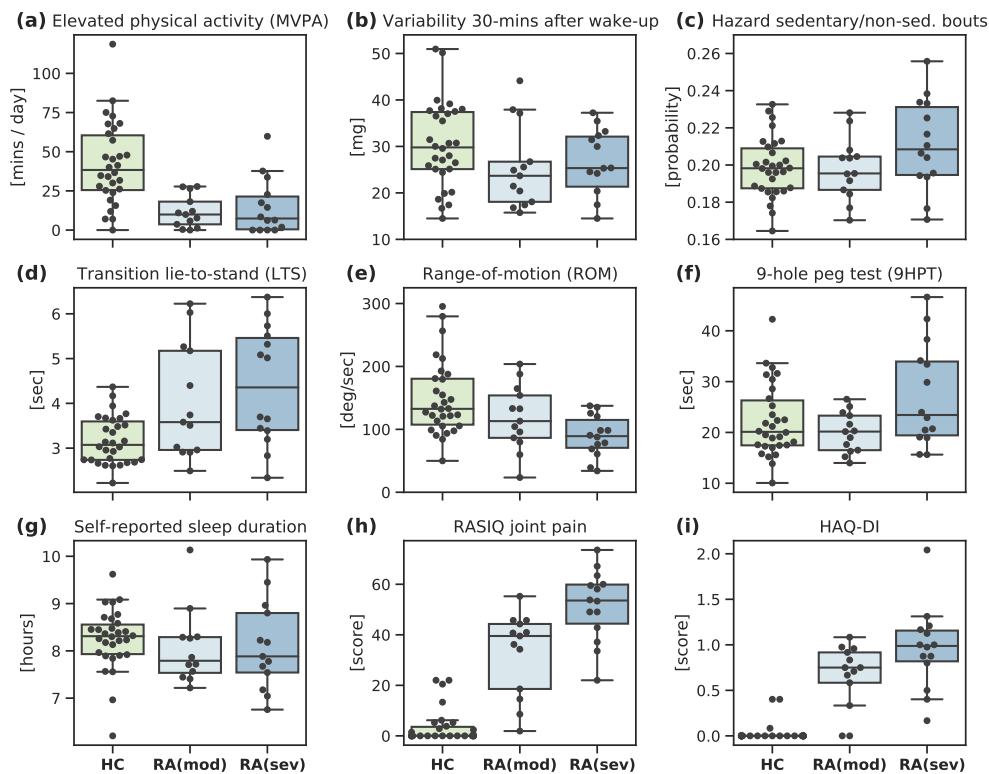 (a) Elevated physical activity (MVPA)
[mins / day]
100
75
50
25
0
(b) Variability 30-mins after wake-up
[mg]
50
40
30
20
10
(c) Hazard sedentary/non-sed. bouts
[probability]
0.26
0.24
0.22
0.20
0.18
0.16
(d) Transition lie-to-stand (LTS)
[sec]
6
5
4
3
(e) Range-of-motion (ROM)
[deg/sec]
300
200
100
0
(f) 9-hole peg test (9HPT)
[sec]
40
30
20
10
(g) Self-reported sleep duration
[hours]
10
9
8
7
HC RA(mod) RA(sev)
(h) RASIQ joint pain
[score]
60
40
20
0
HC RA(mod) RA(sev)
(i) HAQ-DI
[score]
2.0
1.5
1.0
0.5
0.0
HC RA(mod) RA(sev)